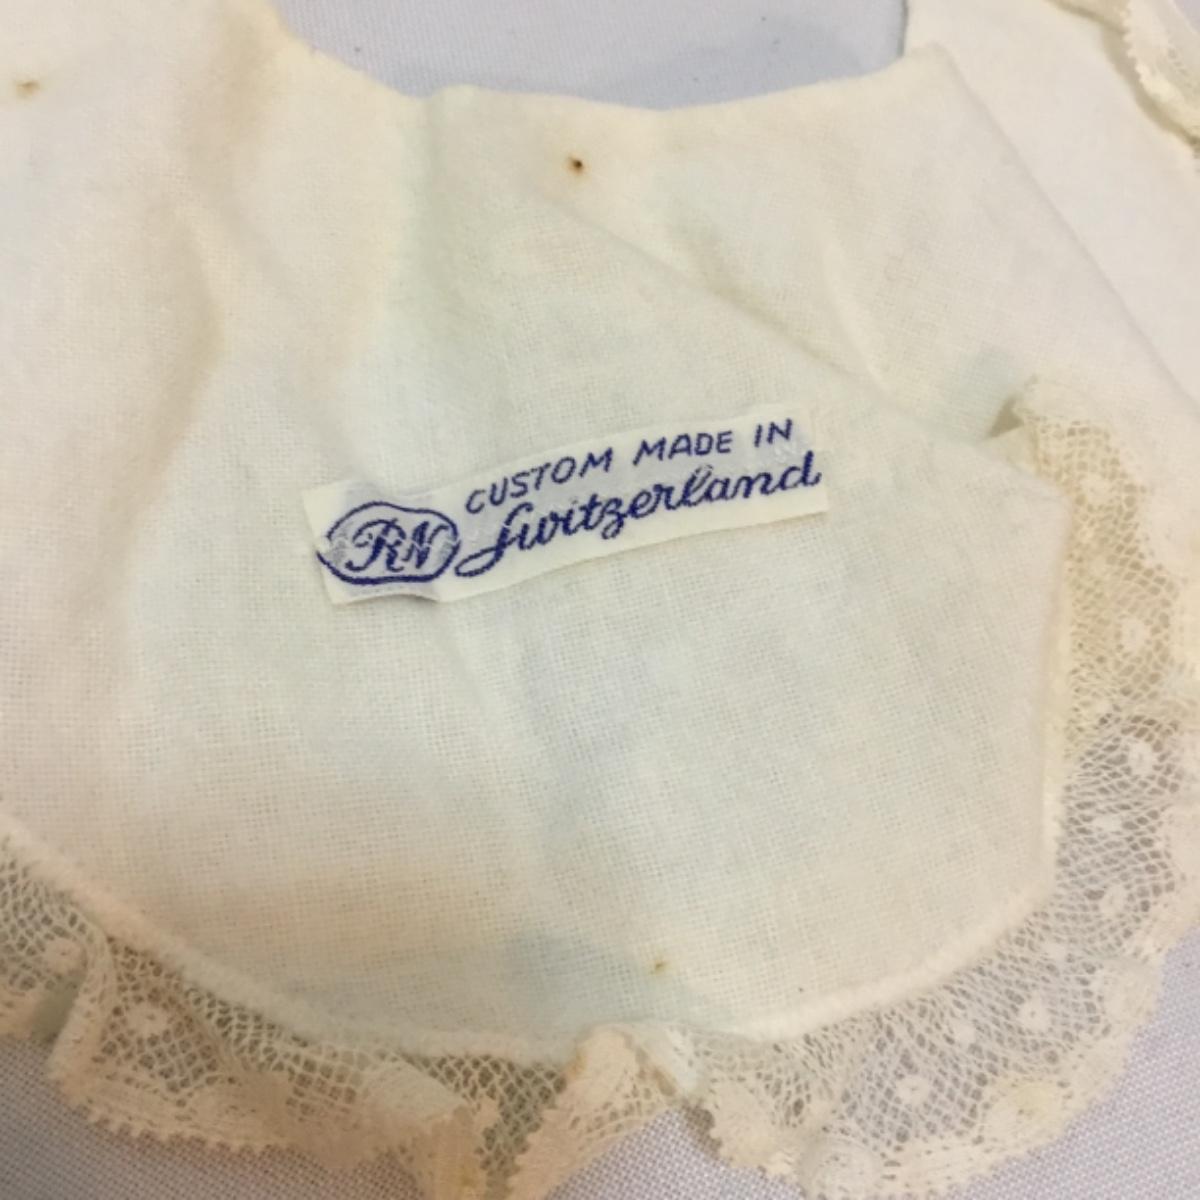 CUSTOM MADE IN
RN Switzerland